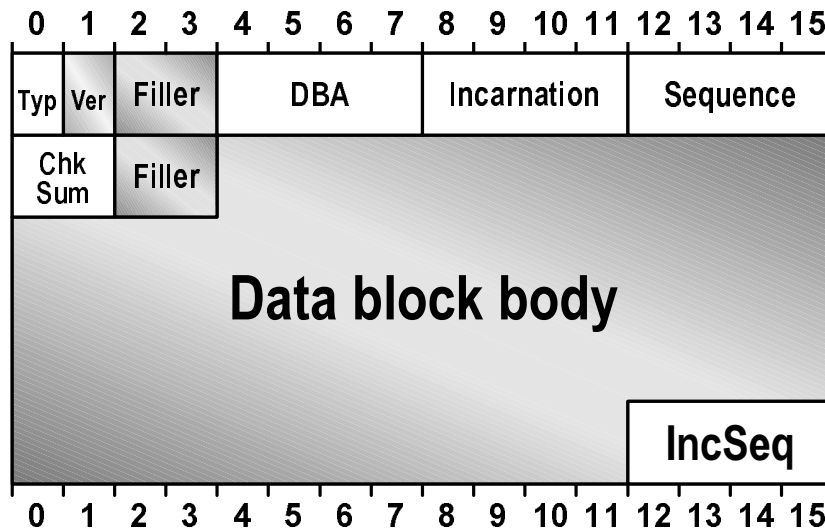 0 1 2 3 4 5 6 7 8 9 10 11 12 13 14 15
Typ Ver Filler DBA Incarnation Sequence
Chk
Sum
Filler
Data block body
IncSeq
0 1 2 3 4 5 6 7 8 9 10 11 12 13 14 15